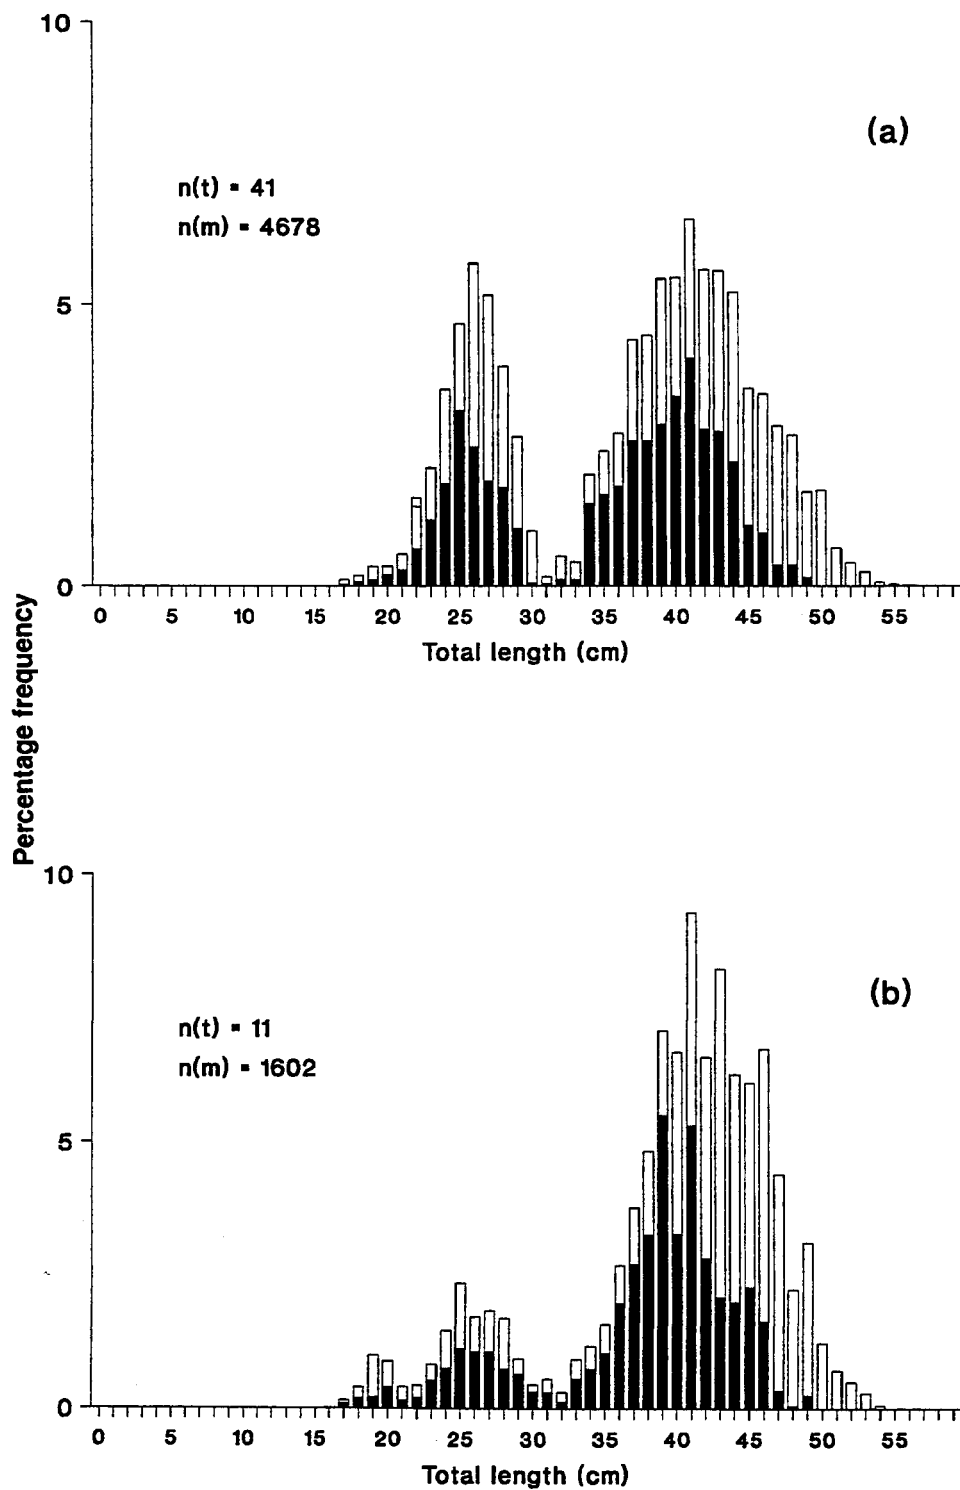 10
(a)
n(t) = 41
n(m) = 4678
5
0
0 5 10 15 20 25 30 35 40 45 50 55
Total length (cm)
Percentage frequency
10
(b)
n(t) = 11
n(m) = 1602
5
0
0 5 10 15 20 25 30 35 40 45 50 55
Total length (cm)